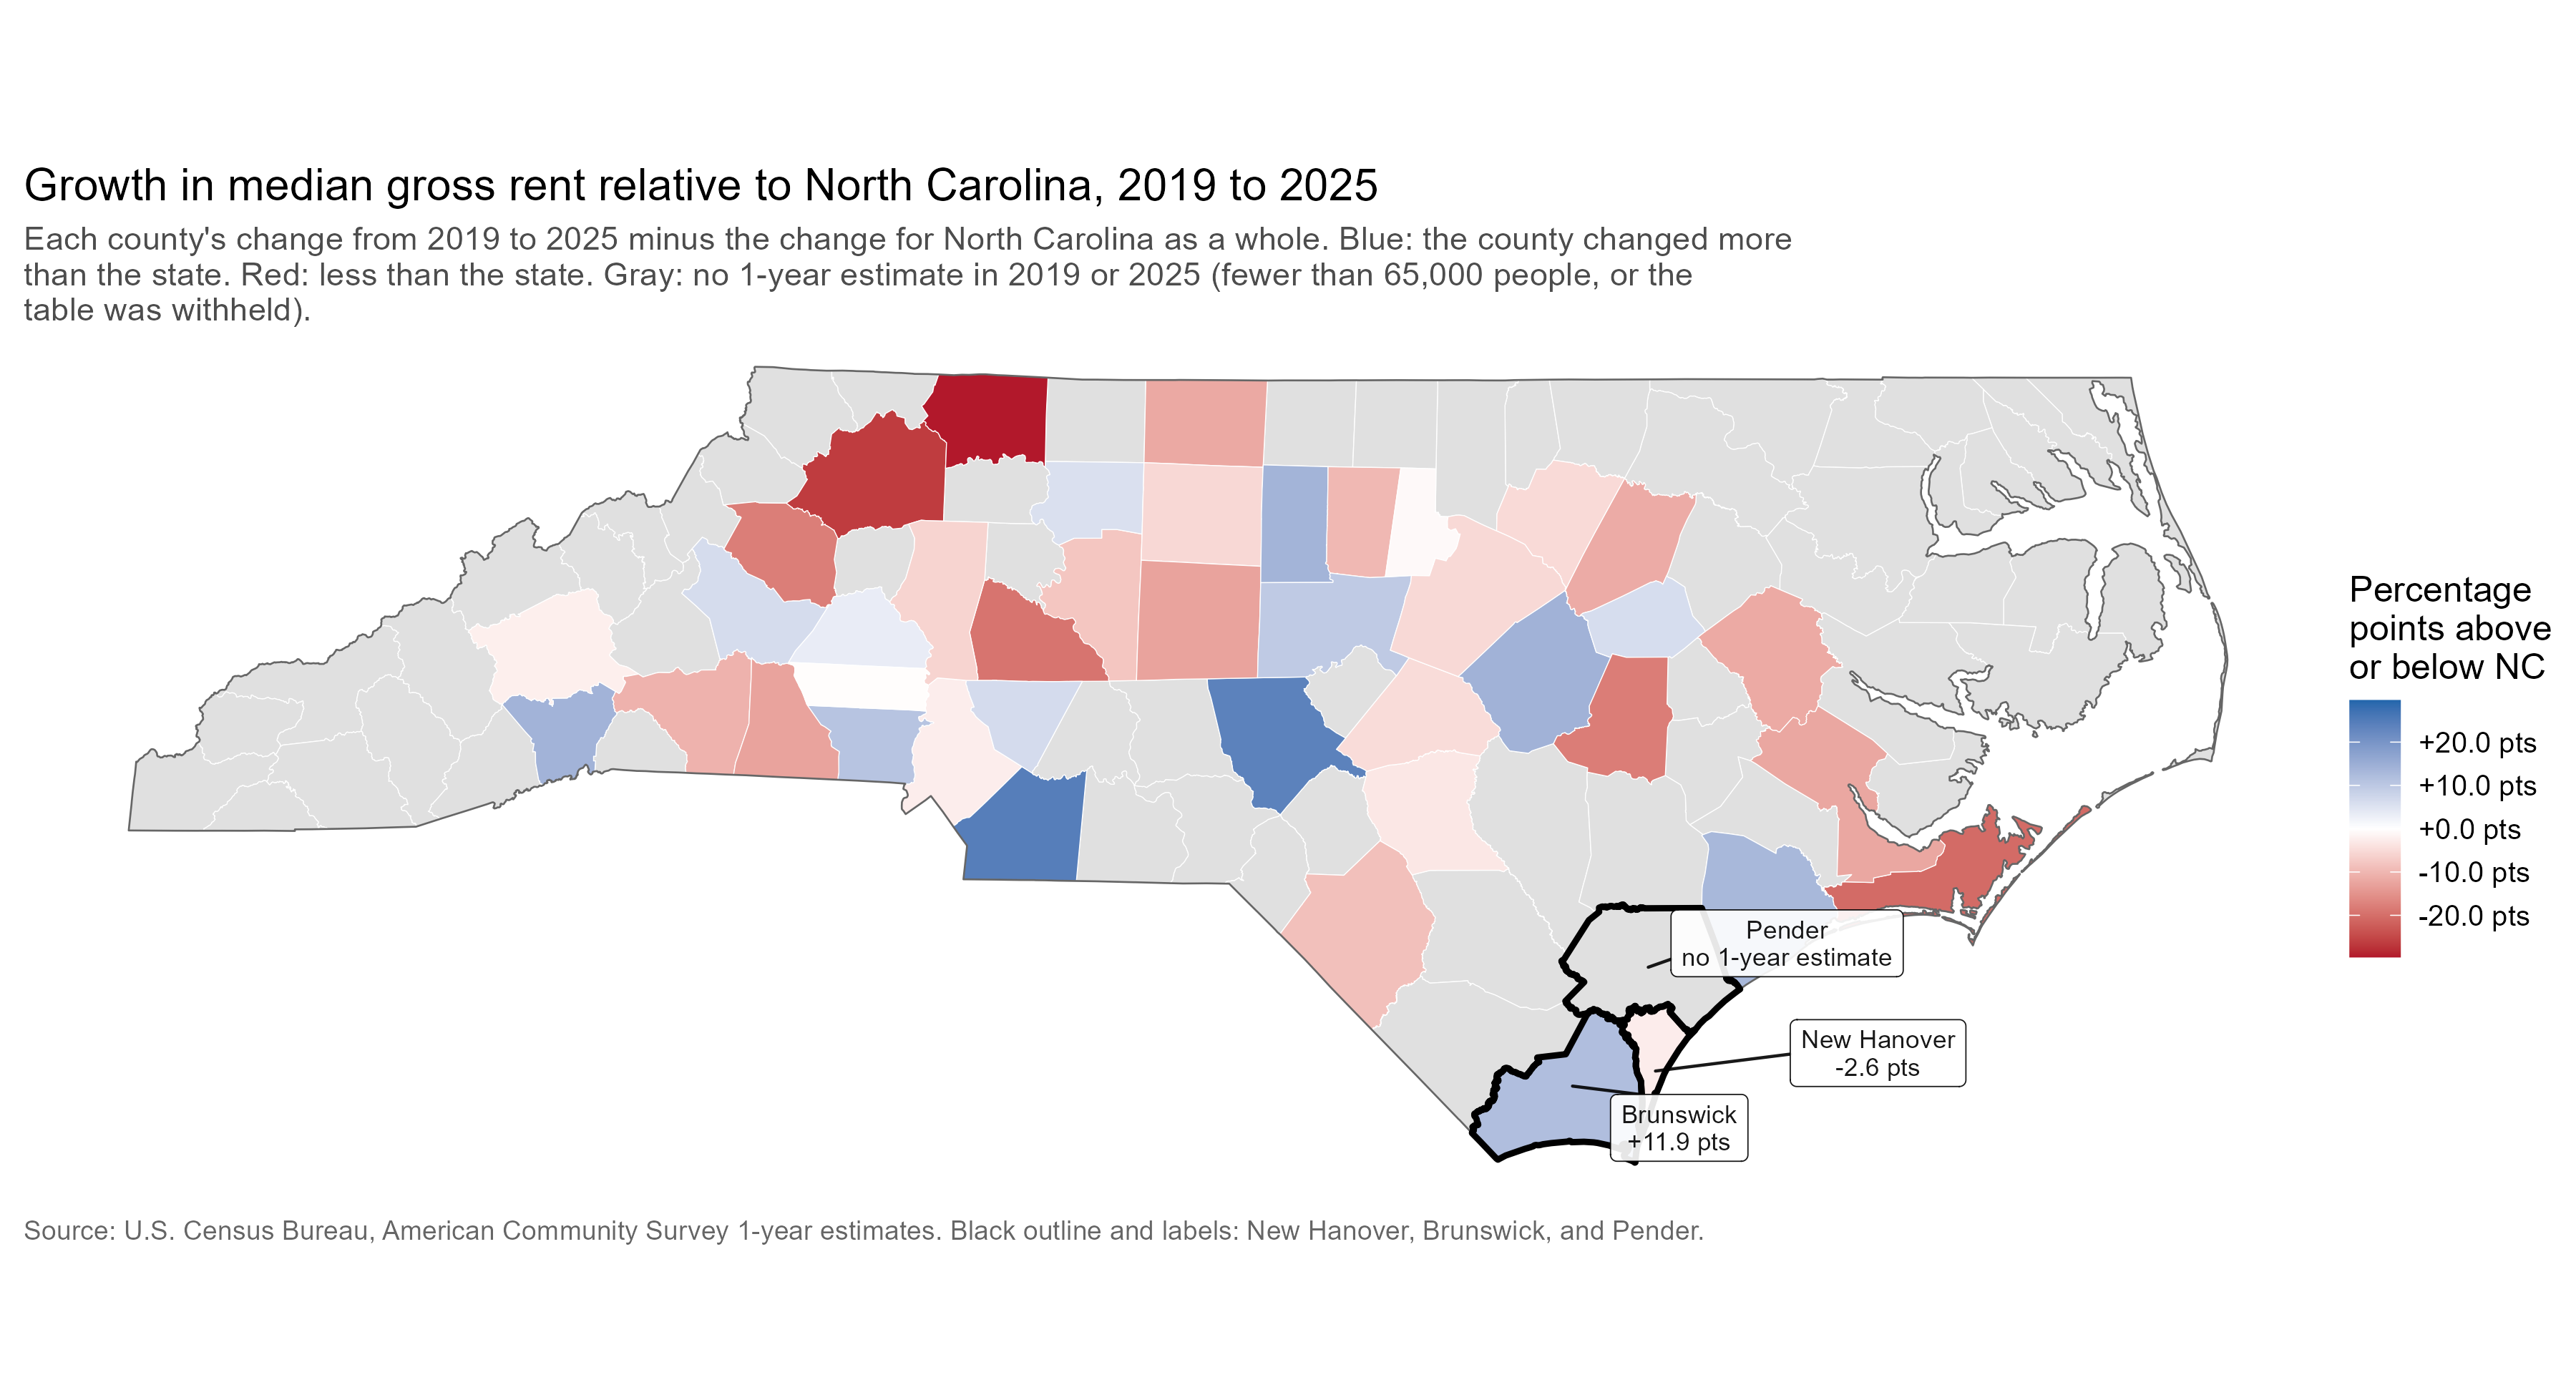 Growth in median gross rent relative to North Carolina, 2019 to 2025
Each county's change from 2019 to 2025 minus the change for North Carolina as a whole. Blue: the county changed more
than the state. Red: less than the state. Gray: no 1-year estimate in 2019 or 2025 (fewer than 65,000 people, or the
table was withheld).
Percentage
points above
or below NC
+20.0 pts
+10.0 pts
+0.0 pts
-10.0 pts
-20.0 pts
Pender
no 1-year estimate
New Hanover
-2.6 pts
Brunswick
+11.9 pts
Source: U.S. Census Bureau, American Community Survey 1-year estimates. Black outline and labels: New Hanover, Brunswick, and Pender.